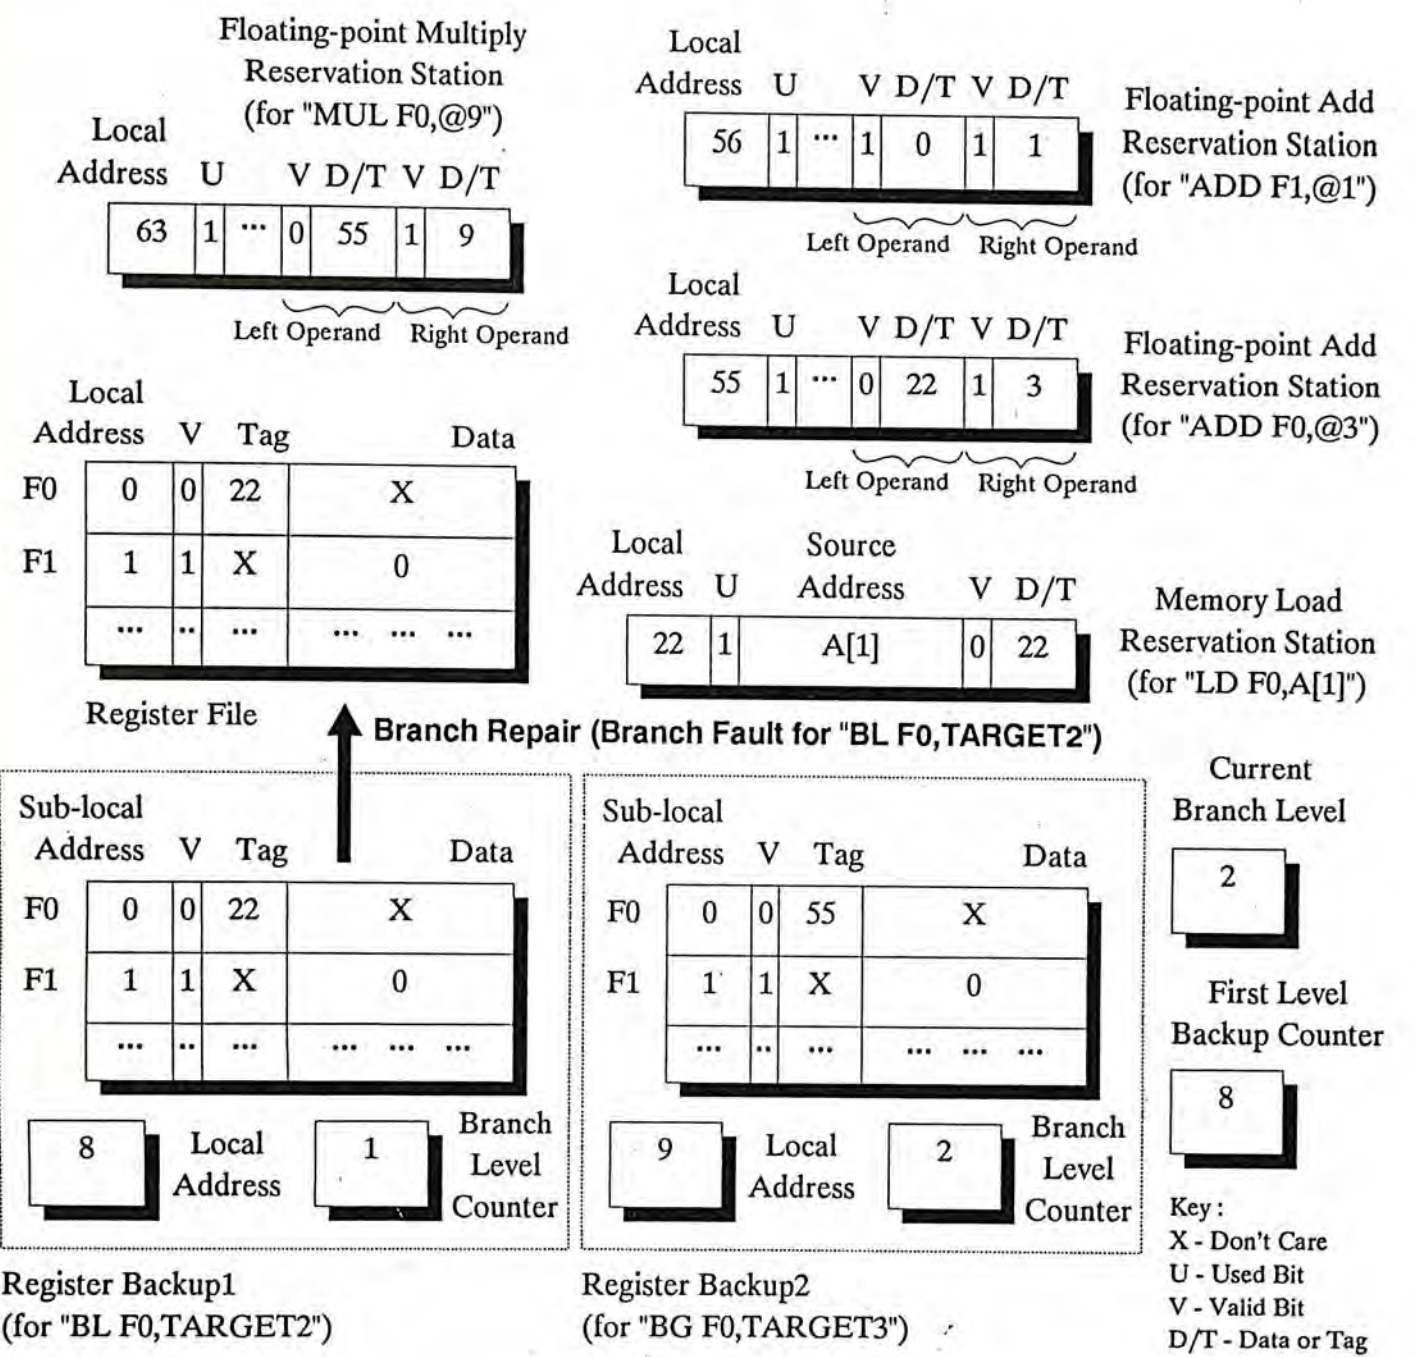 Floating-point Multiply
Reservation Station
(for "MUL F0,@9")
Local
Address U V D/T V D/T
63 1 ... 0 55 1 9
Left Operand Right Operand
Local
Address U V D/T V D/T
56 1 ... 1 0 1 1
Left Operand Right Operand
Floating-point Add
Reservation Station
(for "ADD F1,@1")
Local
Address U V D/T V D/T
55 1 ... 0 22 1 3
Left Operand Right Operand
Floating-point Add
Reservation Station
(for "ADD F0,@3")
Local
Address V Tag Data
F0 0 0 22 X
F1 1 1 X 0
... .. ... ... ... ...
Register File
Local Source
Address U Address V D/T
22 1 A[1] 0 22
Memory Load
Reservation Station
(for "LD F0,A[1]")
Branch Repair (Branch Fault for "BL F0,TARGET2")
Sub-local
Address V Tag Data
F0 0 0 22 X
F1 1 1 X 0
... .. ... ... ... ...
8 Local
Address
1 Branch
Level
Counter
Register Backup1
(for "BL F0,TARGET2")
Sub-local
Address V Tag Data
F0 0 0 55 X
F1 1 1 X 0
... .. ... ... ... ...
9 Local
Address
2 Branch
Level
Counter
Register Backup2
(for "BG F0,TARGET3")
Current
Branch Level
2
First Level
Backup Counter
8
Key :
X - Don't Care
U - Used Bit
V - Valid Bit
D/T - Data or Tag